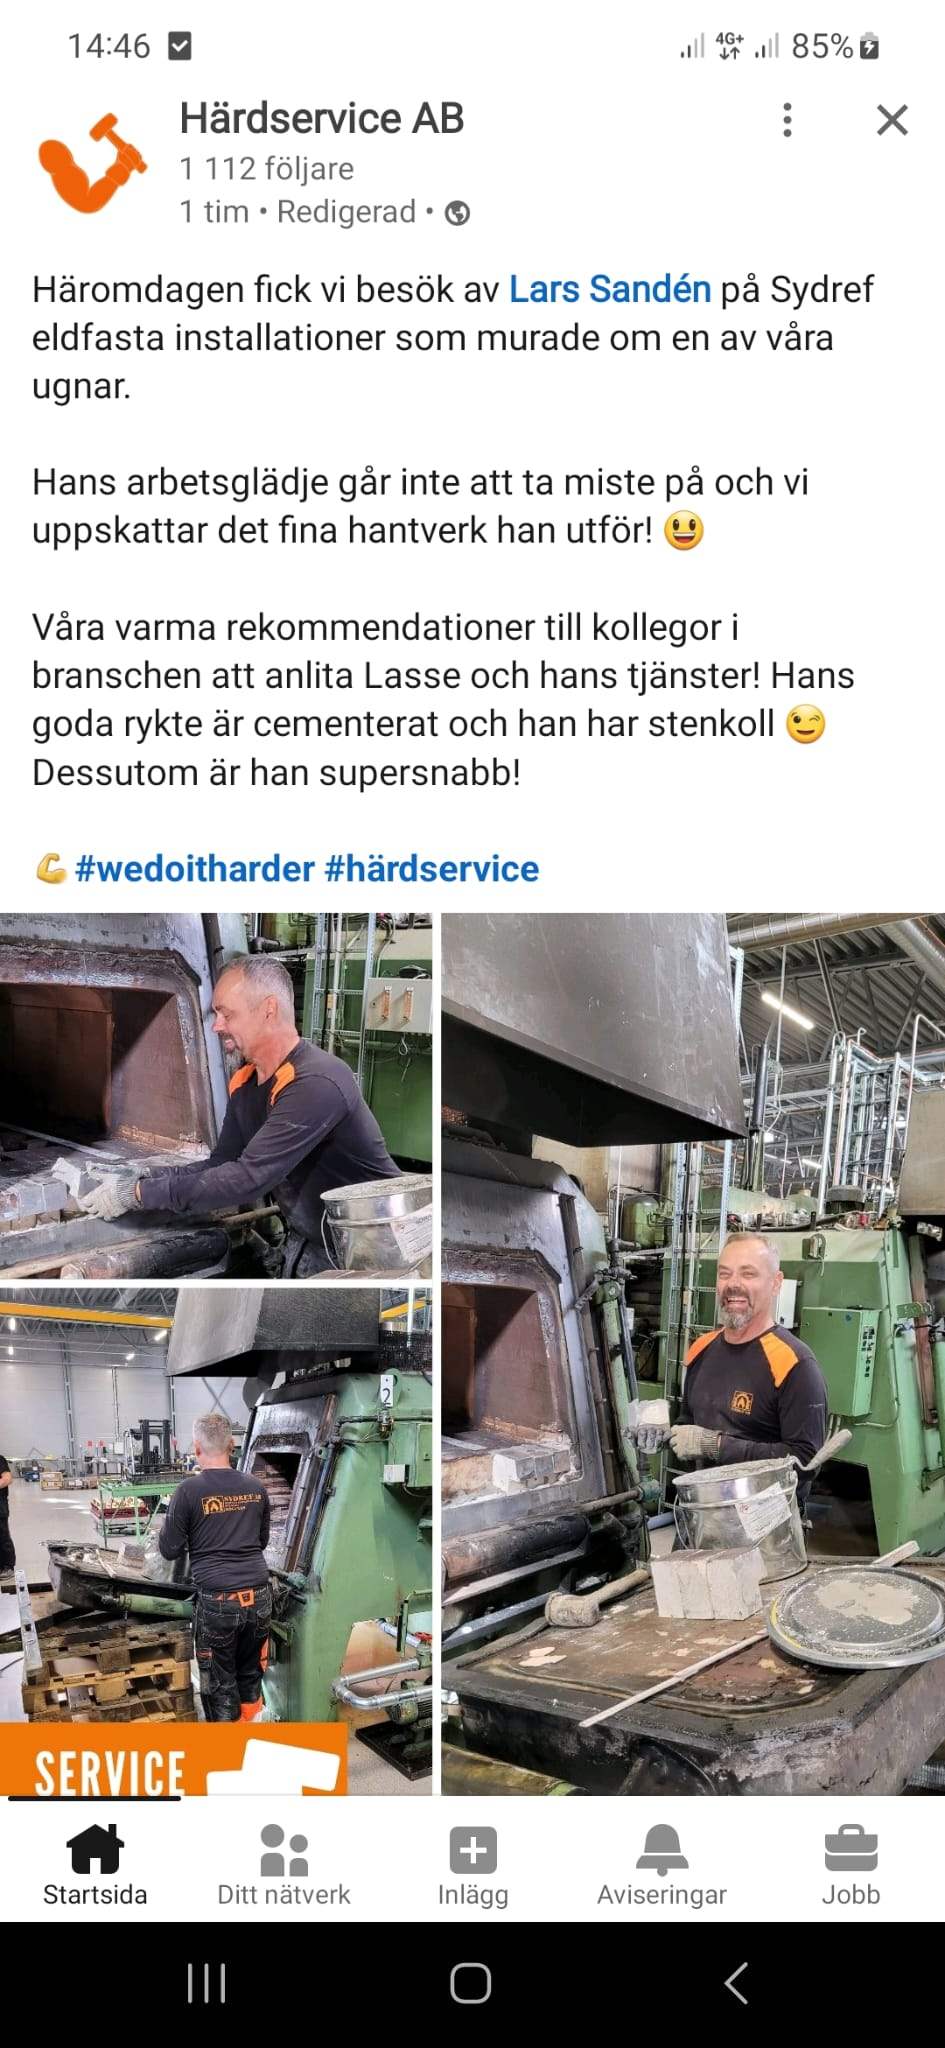 14:46
4G+
85%
Härdservice AB
1 112 följare
1 tim • Redigerad •
Häromdagen fick vi besök av Lars Sandén på Sydref
eldfasta installationer som murade om en av våra
ugnar.
Hans arbetsglädje går inte att ta miste på och vi
uppskattar det fina hantverk han utför! 😃
Våra varma rekommendationer till kollegor i
branschen att anlita Lasse och hans tjänster! Hans
goda rykte är cementerat och han har stenkoll 😉
Dessutom är han supersnabb!
💪 #wedoitharder #härdservice
2
SYDREF AB
SERVICE
Startsida
Ditt nätverk
Inlägg
Aviseringar
Jobb